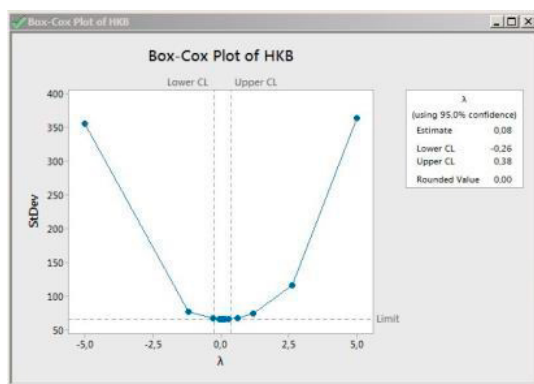 Box-Cox Plot of HKB
Box-Cox Plot of HKB
Lower CL Upper CL
400
350
300
250
200
150
100
50
StDev
Limit
-5,0 -2,5 0,0 2,5 5,0
λ
λ
(using 95.0% confidence)
Estimate 0,08
Lower CL -0,26
Upper CL 0,38
Rounded Value 0,00